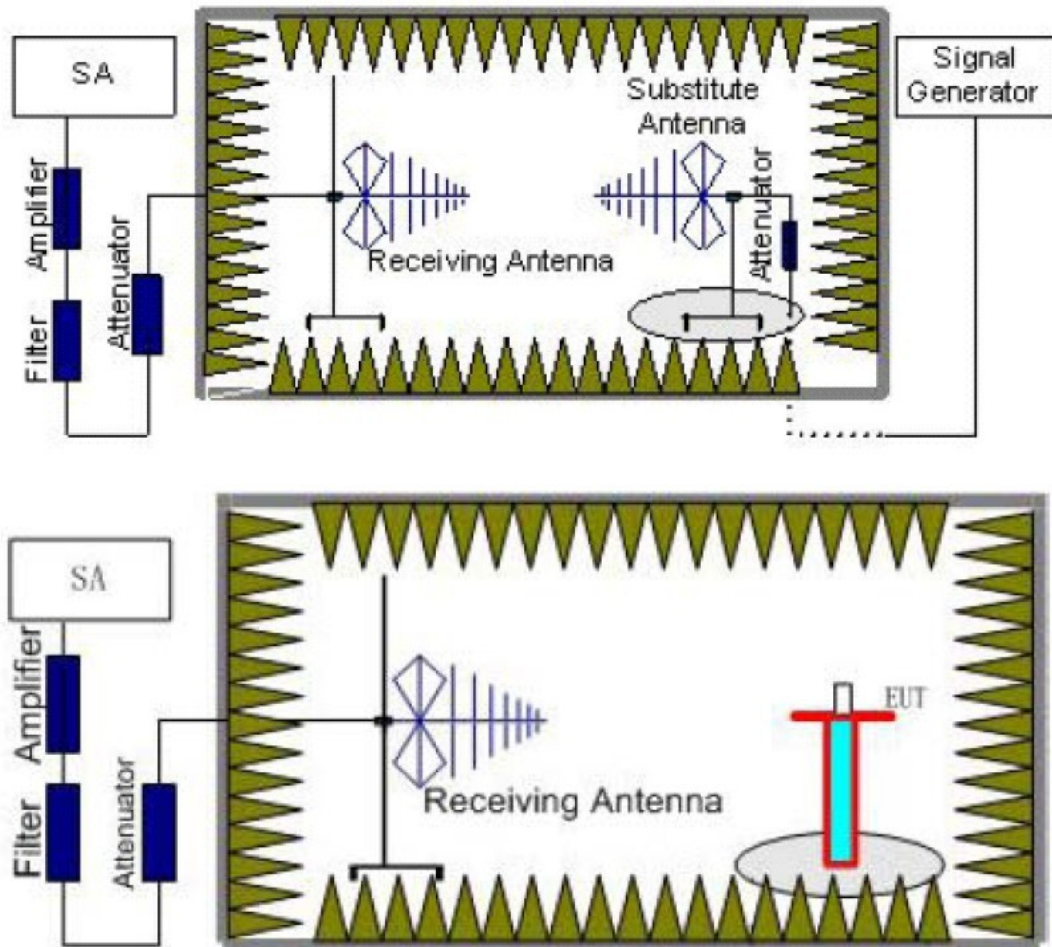 SA
Signal
Generator
Substitute
Antenna
Amplifier
Attenuator
Attenuator
Filter
Receiving Antenna
SA
Amplifier
EUT
Receiving Antenna
Filter
Attenuator